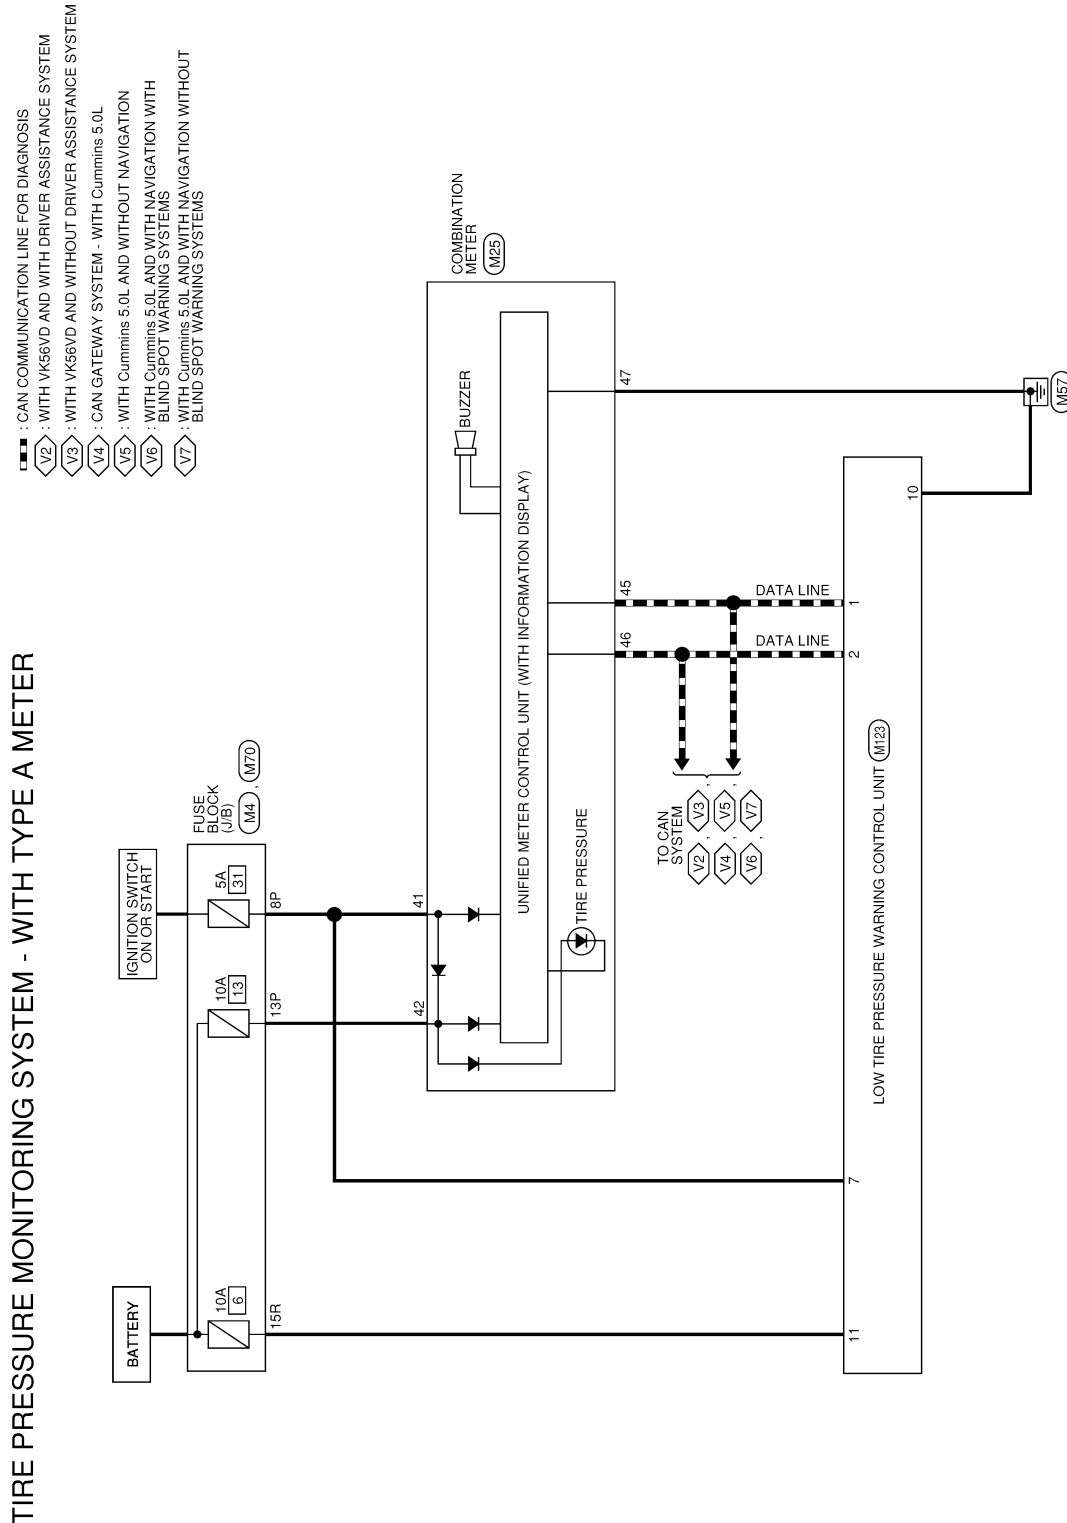 TIRE PRESSURE MONITORING SYSTEM - WITH TYPE A METER
: CAN COMMUNICATION LINE FOR DIAGNOSIS
V2 : WITH VK56VD AND WITH DRIVER ASSISTANCE SYSTEM
V3 : WITH VK56VD AND WITHOUT DRIVER ASSISTANCE SYSTEM
V4 : CAN GATEWAY SYSTEM - WITH Cummins 5.0L
V5 : WITH Cummins 5.0L AND WITHOUT NAVIGATION
V6 : WITH Cummins 5.0L AND WITH NAVIGATION WITH
BLIND SPOT WARNING SYSTEMS
V7 : WITH Cummins 5.0L AND WITH NAVIGATION WITHOUT
BLIND SPOT WARNING SYSTEMS
BATTERY
IGNITION SWITCH
ON OR START
FUSE
BLOCK
(J/B)
M4 , M70
10A
6
10A
13
5A
31
15R
13P
8P
42
41
COMBINATION
METER
M25
BUZZER
UNIFIED METER CONTROL UNIT (WITH INFORMATION DISPLAY)
TIRE PRESSURE
46
45
47
TO CAN
SYSTEM
V2 , V3 ,
V4 , V5 ,
V6 , V7
DATA LINE
DATA LINE
11
7
2
1
10
LOW TIRE PRESSURE WARNING CONTROL UNIT M123
M57